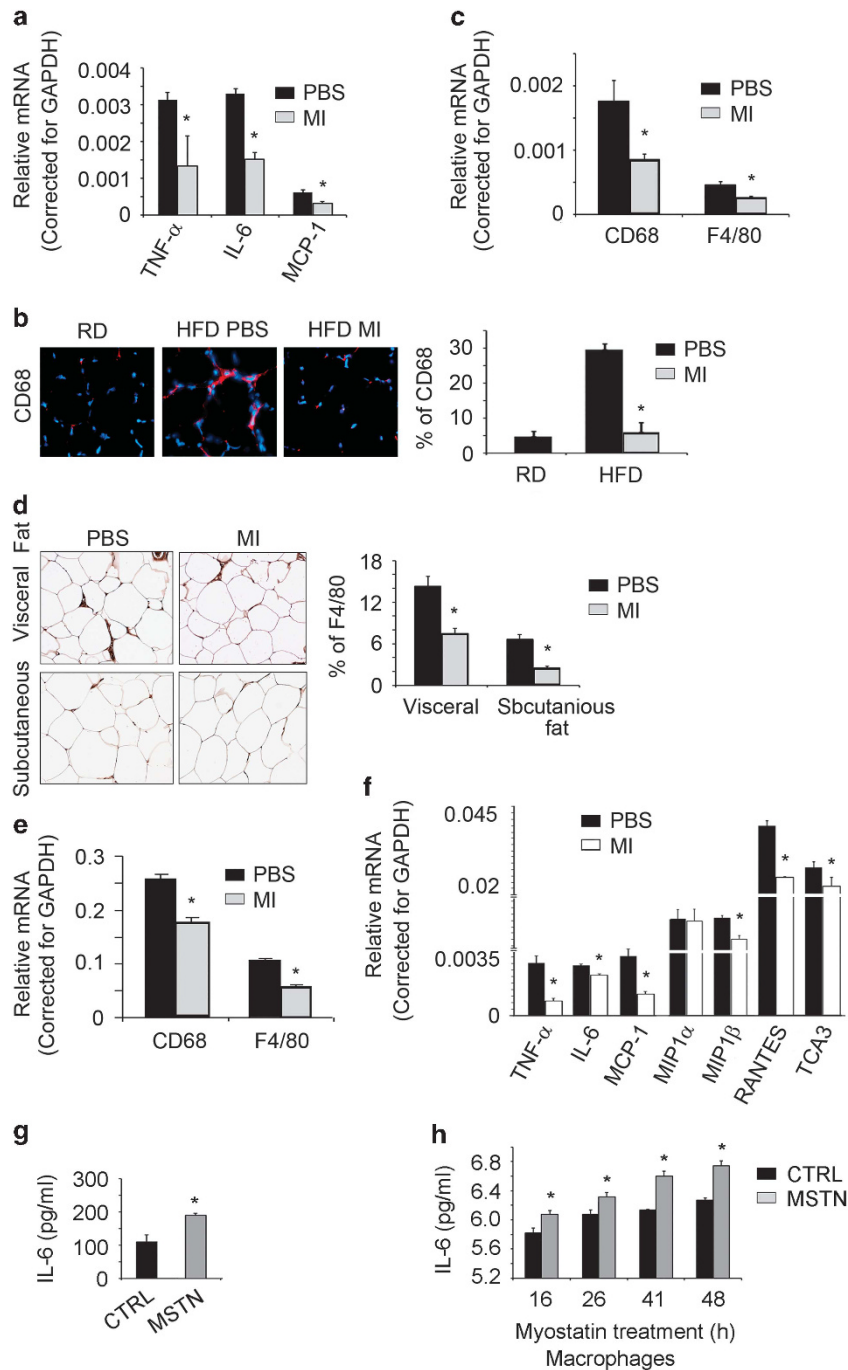 a
Relative mRNA
(Corrected for GAPDH)
0.004
0.003
0.002
0.001
0
PBS
MI
*
*
*
TNF-α
IL-6
MCP-1
c
Relative mRNA
(Corrected for GAPDH)
0.002
0.001
0
PBS
MI
*
*
CD68
F4/80
b
RD
HFD PBS
HFD MI
CD68
% of CD68
30
20
10
0
PBS
MI
*
RD
HFD
d
Fat
PBS
MI
Visceral
Subcutaneous
% of F4/80
18
12
6
0
PBS
MI
*
*
Visceral
Sbcutanious
fat
e
Relative mRNA
(Corrected for GAPDH)
0.3
0.2
0.1
0
PBS
MI
*
*
CD68
F4/80
f
Relative mRNA
(Corrected for GAPDH)
0.045
0.02
0.0035
0
PBS
MI
*
*
*
*
*
*
TNF-α
IL-6
MCP-1
MIP1α
MIP1β
RANTES
TCA3
g
IL-6 (pg/ml)
300
200
100
0
*
CTRL
MSTN
h
IL-6 (pg/ml)
6.8
6.4
6.0
5.6
5.2
*
*
*
*
CTRL
MSTN
16
26
41
48
Myostatin treatment (h)
Macrophages